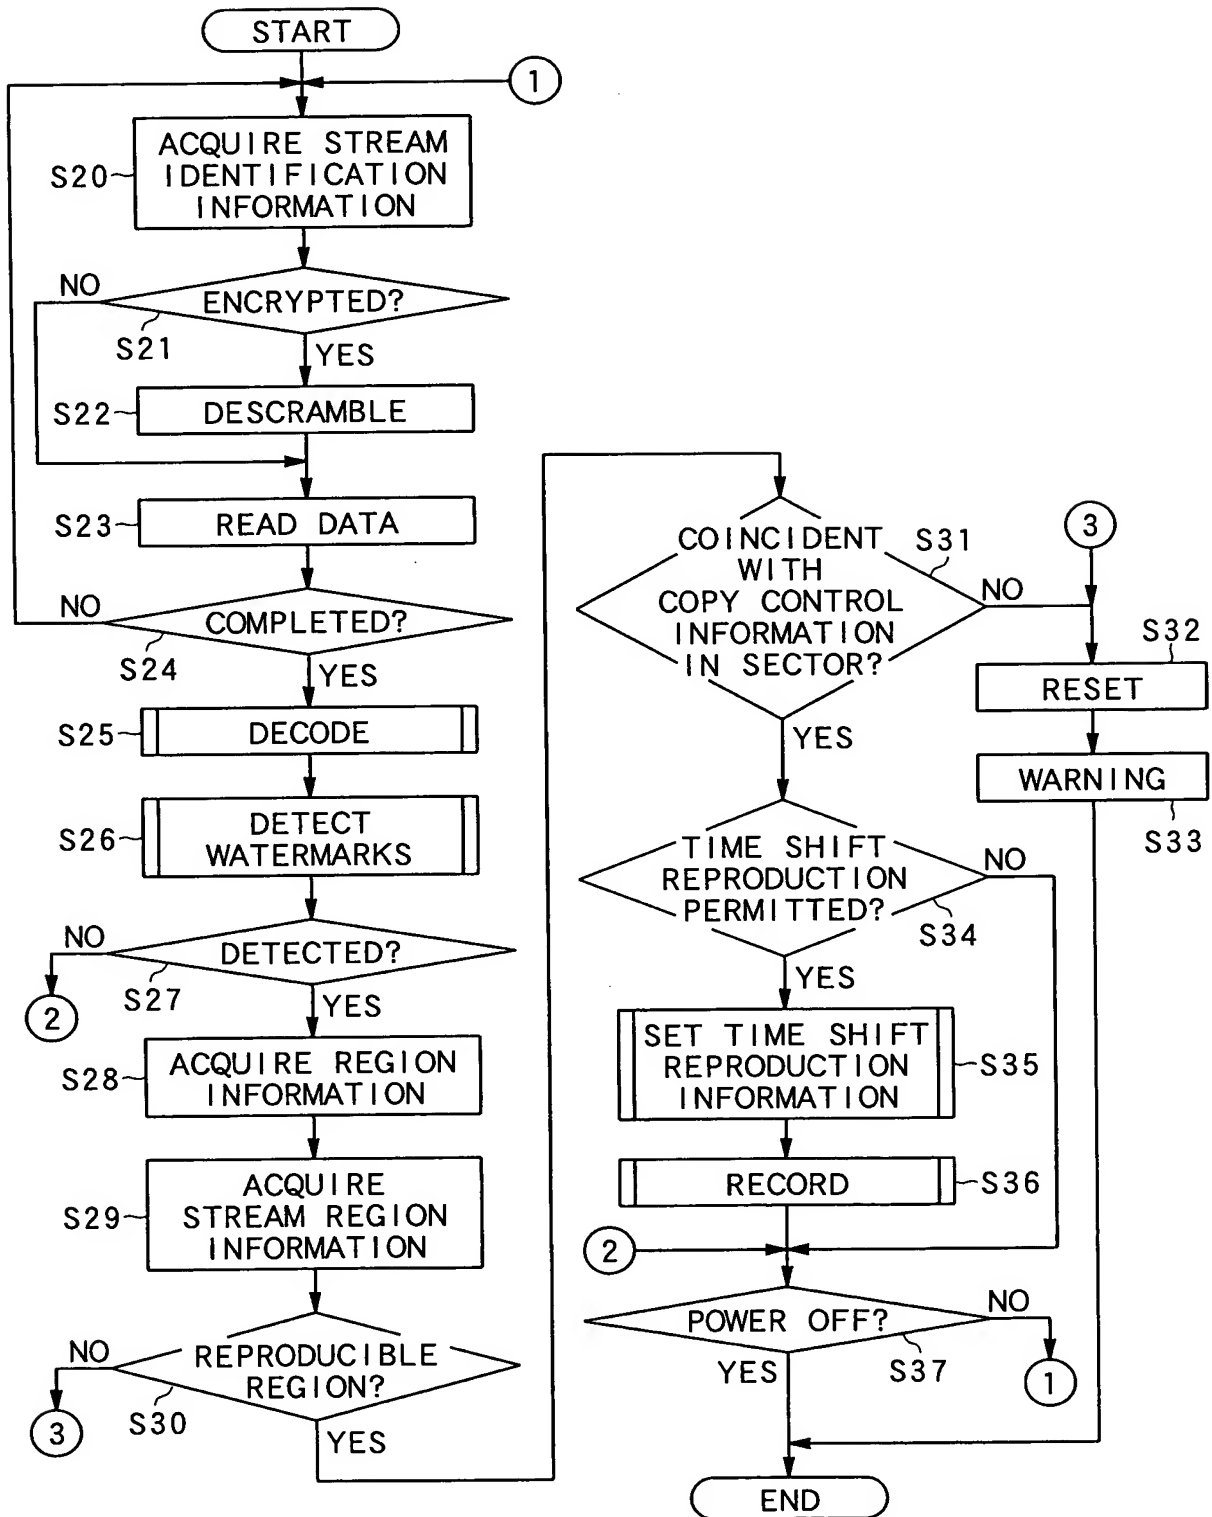 START
1
ACQUIRE STREAM
IDENTIFICATION
INFORMATION
S20
NO
ENCRYPTED?
S21
YES
S22
DESCRAMBLE
S23
READ DATA
NO
COMPLETED?
S24
YES
S25
DECODE
S26
DETECT
WATERMARKS
NO
DETECTED?
S27
YES
2
S28
ACQUIRE REGION
INFORMATION
S29
ACQUIRE
STREAM REGION
INFORMATION
NO
REPRODUCIBLE
REGION?
S30
YES
3
COINCIDENT
WITH
COPY CONTROL
INFORMATION
IN SECTOR?
S31
NO
3
YES
S32
RESET
WARNING
S33
TIME SHIFT
REPRODUCTION
PERMITTED?
NO
S34
YES
SET TIME SHIFT
REPRODUCTION
INFORMATION
S35
RECORD
S36
2
POWER OFF?
NO
S37
YES
1
END